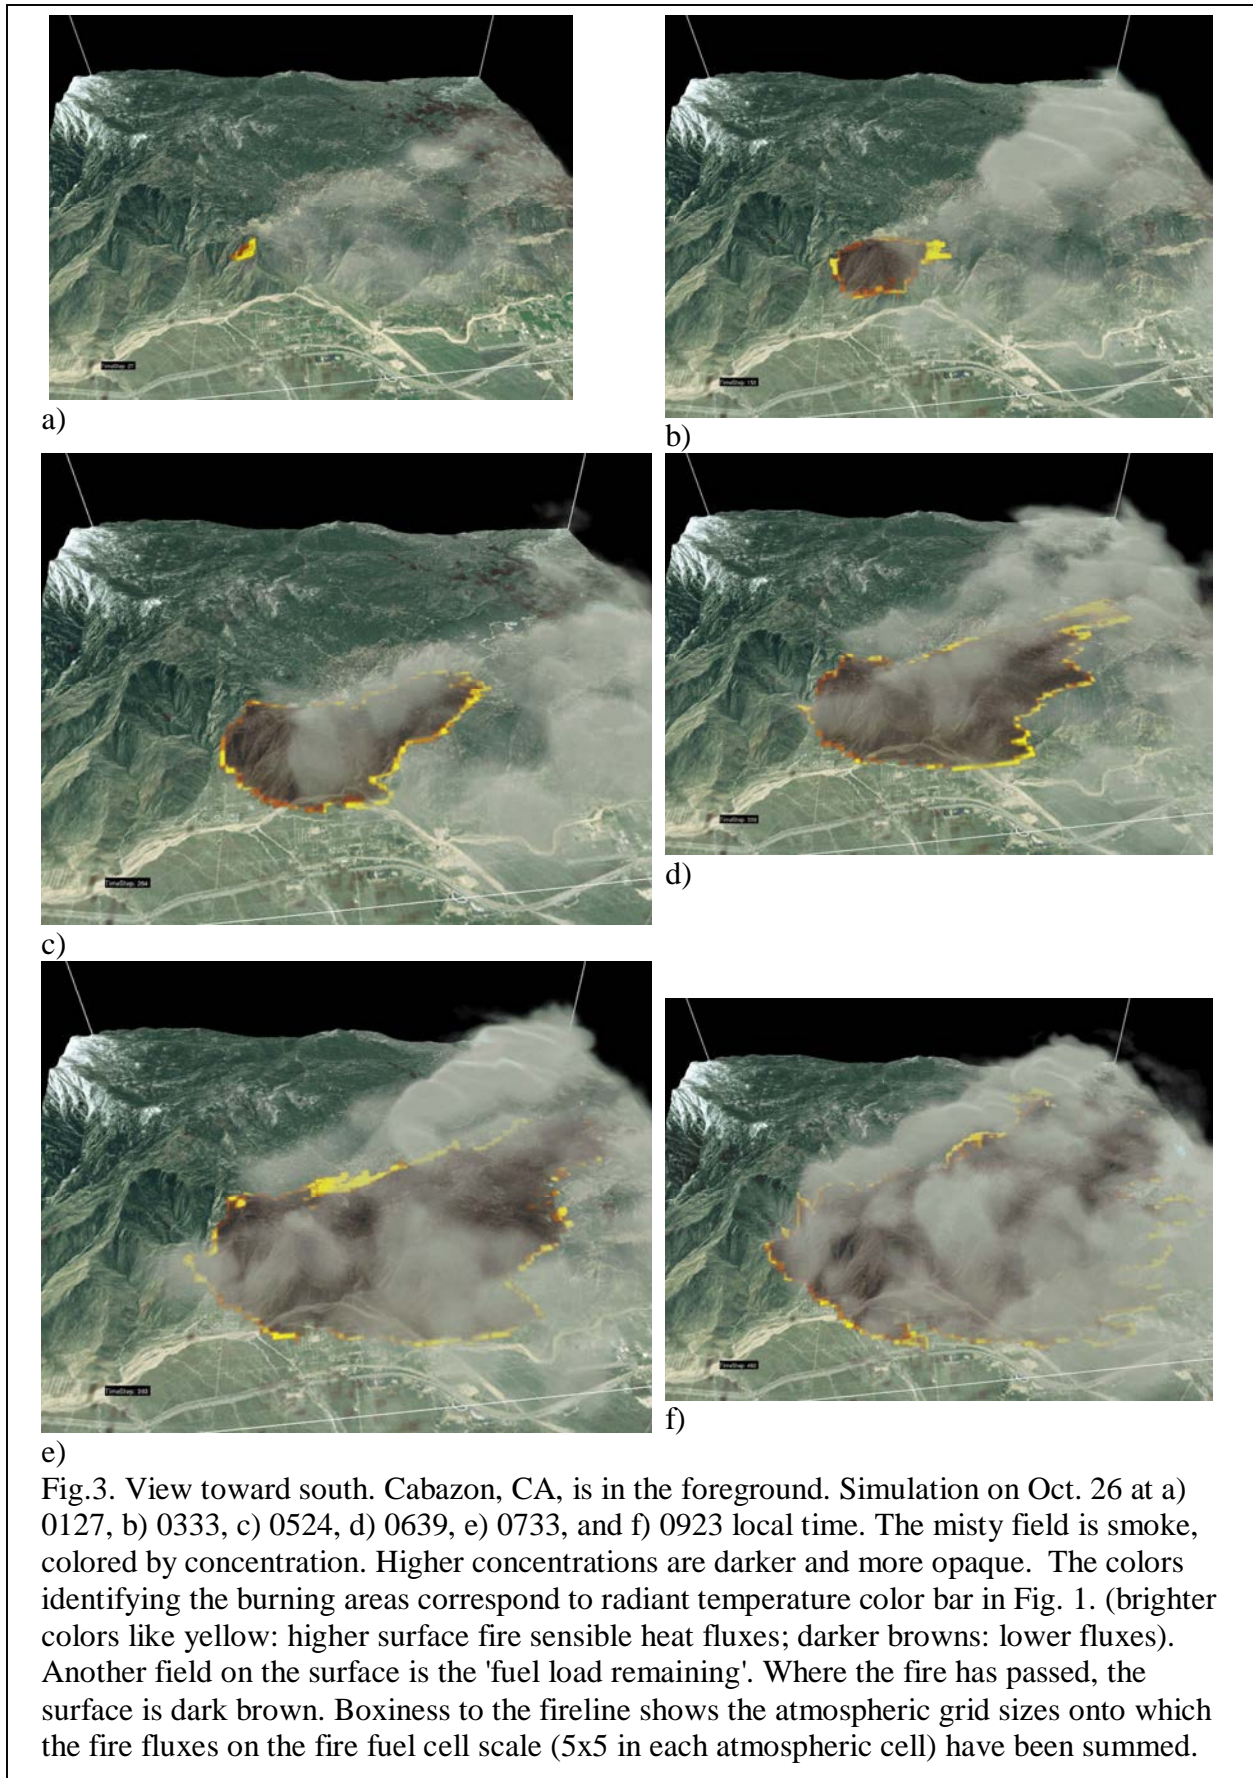 TimeStep: 27
a)
b)
TimeStep: 264
c)
d)
e)
f)
Fig.3. View toward south. Cabazon, CA, is in the foreground. Simulation on Oct. 26 at a)
0127, b) 0333, c) 0524, d) 0639, e) 0733, and f) 0923 local time. The misty field is smoke,
colored by concentration. Higher concentrations are darker and more opaque.  The colors
identifying the burning areas correspond to radiant temperature color bar in Fig. 1. (brighter
colors like yellow: higher surface fire sensible heat fluxes; darker browns: lower fluxes).
Another field on the surface is the 'fuel load remaining'. Where the fire has passed, the
surface is dark brown. Boxiness to the fireline shows the atmospheric grid sizes onto which
the fire fluxes on the fire fuel cell scale (5x5 in each atmospheric cell) have been summed.